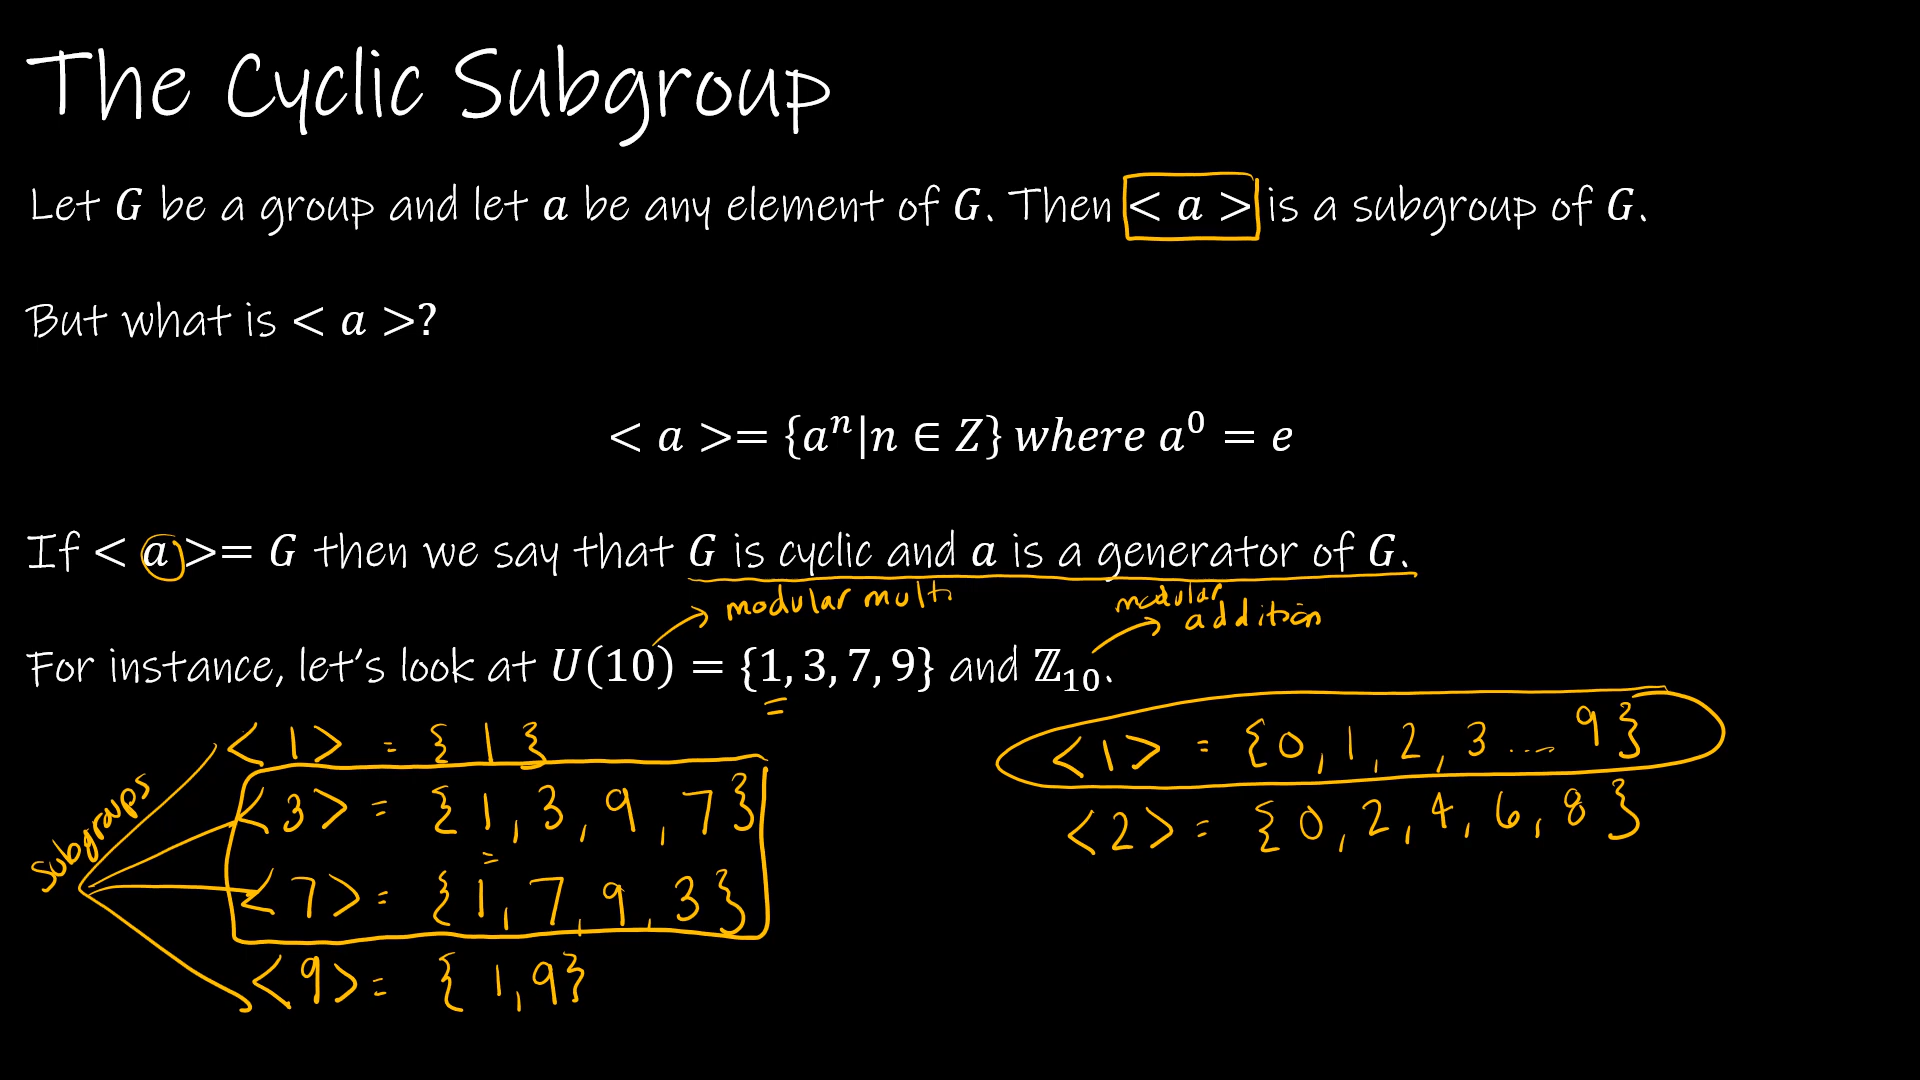 The Cyclic Subgroup
Let G be a group and let a be any element of G. Then < a > is a subgroup of G.
But what is < a >?
< a >= {aⁿ|n ∈ Z} where a⁰ = e
If < a >= G then we say that G is cyclic and a is a generator of G.
modular mult
modular
addition
For instance, let's look at U(10) = {1, 3, 7, 9} and ℤ₁₀.
Subgroups
<1> = {1}
<3> = {1, 3, 9, 7}
<7> = {1, 7, 9, 3}
<9> = {1, 9}
<1> = {0, 1, 2, 3 .... 9}
<2> = {0, 2, 4, 6, 8}